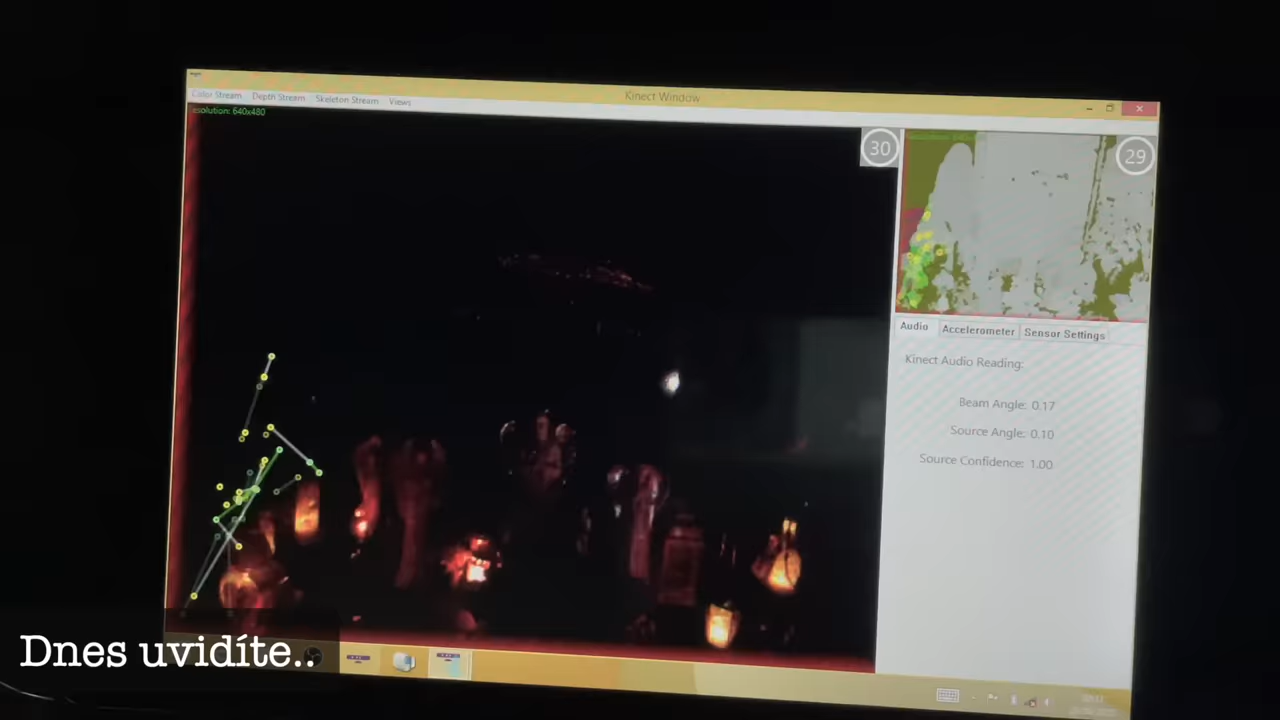 Kinect Window
Color Stream Depth Stream Skeleton Stream Views
esolution: 640x480
30
29
Audio Accelerometer Sensor Settings
Kinect Audio Reading:
Beam Angle: 0.17
Source Angle: 0.10
Source Confidence: 1.00
Dnes uvidíte..